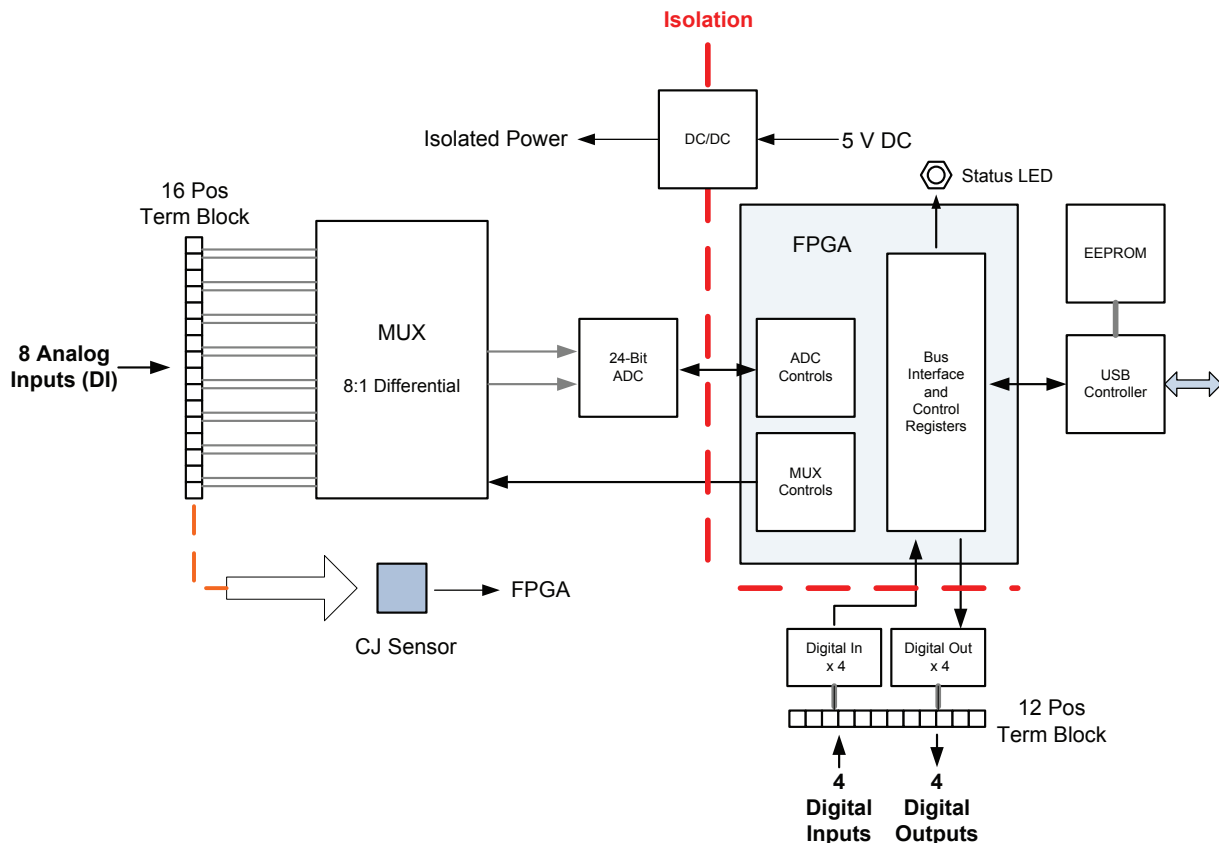 Isolation
Isolated Power
DC/DC
5 V DC
Status LED
16 Pos
Term Block
FPGA
EEPROM
8 Analog
Inputs (DI)
MUX
8:1 Differential
24-Bit
ADC
ADC
Controls
Bus
Interface
and
Control
Registers
USB
Controller
MUX
Controls
CJ Sensor
FPGA
Digital In
x 4
Digital Out
x 4
12 Pos
Term Block
4
Digital
Inputs
4
Digital
Outputs